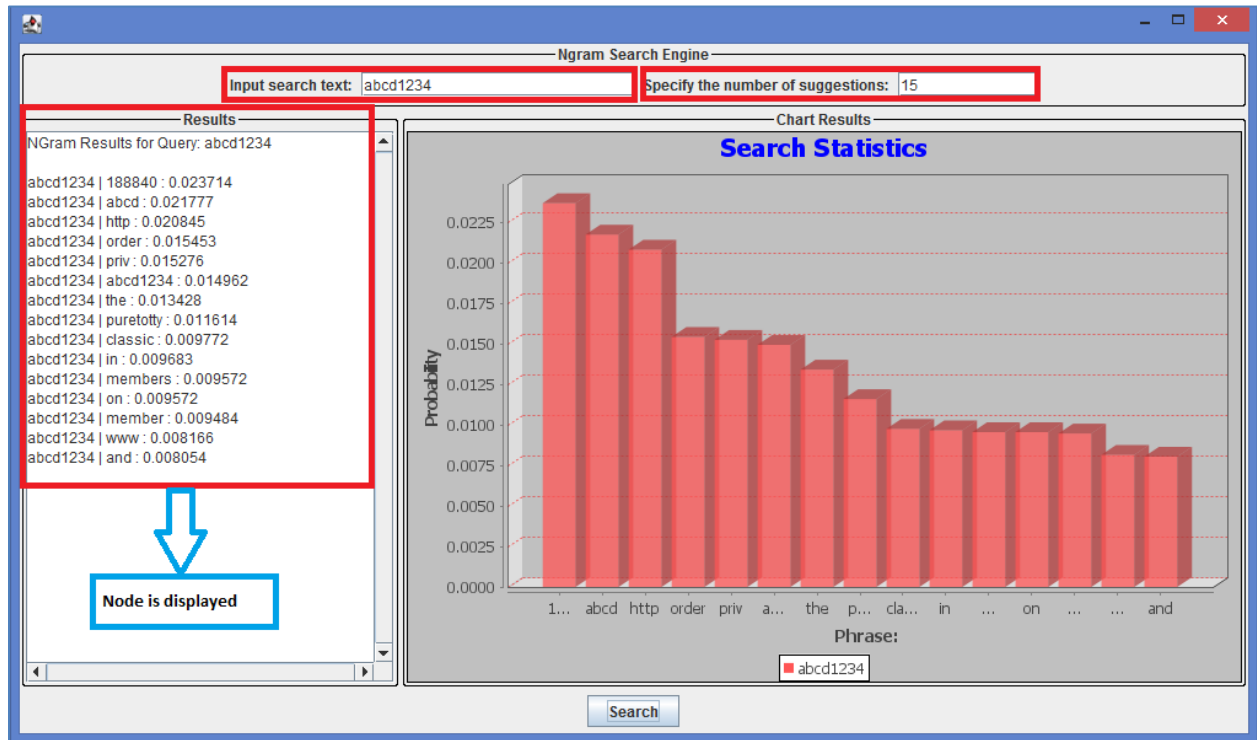 Ngram Search Engine
Input search text: abcd1234 Specify the number of suggestions: 15
Results
NGram Results for Query: abcd1234
abcd1234 | 188840 : 0.023714
abcd1234 | abcd : 0.021777
abcd1234 | http : 0.020845
abcd1234 | order : 0.015453
abcd1234 | priv : 0.015276
abcd1234 | abcd1234 : 0.014962
abcd1234 | the : 0.013428
abcd1234 | puretotty : 0.011614
abcd1234 | classic : 0.009772
abcd1234 | in : 0.009683
abcd1234 | members : 0.009572
abcd1234 | on : 0.009572
abcd1234 | member : 0.009484
abcd1234 | www : 0.008166
abcd1234 | and : 0.008054
Node is displayed
Chart Results
Search Statistics
Probability
0.0225
0.0200
0.0175
0.0150
0.0125
0.0100
0.0075
0.0050
0.0025
0.0000
1... abcd http order priv a... the p... cla... in ... on ... ... and
Phrase:
abcd1234
Search